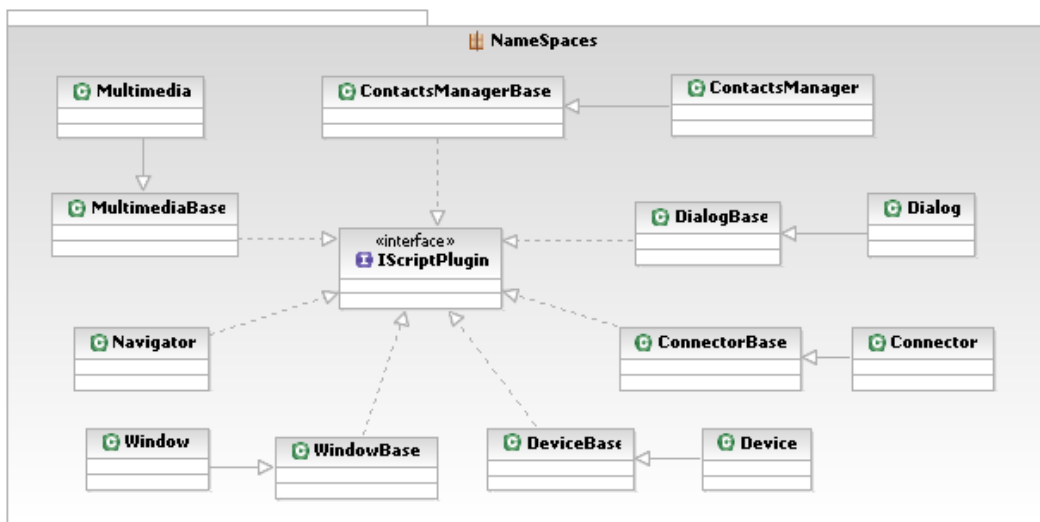 NameSpaces
Multimedia
ContactsManagerBase
ContactsManager
MultimediaBase
DialogBase
Dialog
«interface»
IScriptPlugin
Navigator
ConnectorBase
Connector
Window
WindowBase
DeviceBase
Device